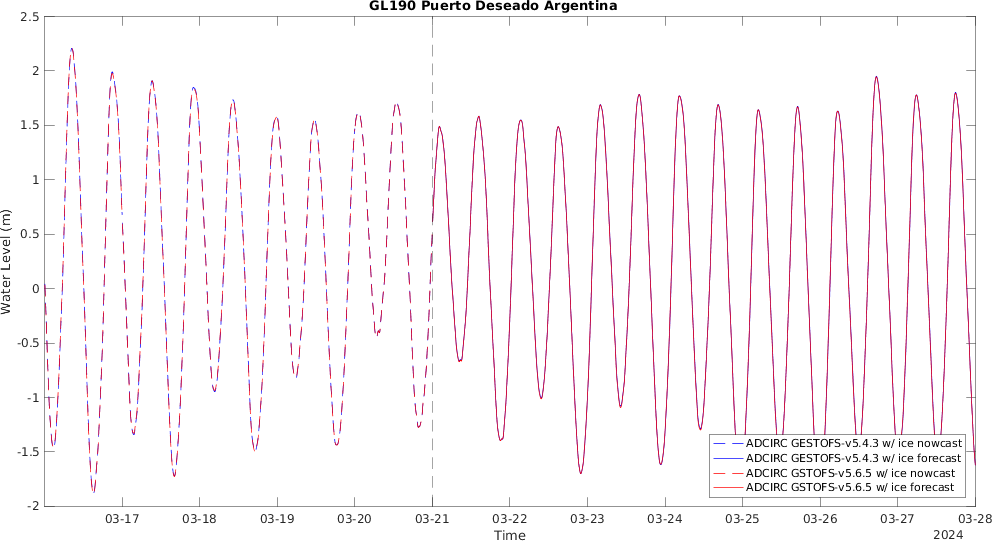 GL190 Puerto Deseado Argentina
2.5
2
1.5
1
0.5
0
-0.5
-1
-1.5
-2
Water Level (m)
ADCIRC GESTOFS-v5.4.3 w/ ice nowcast
ADCIRC GESTOFS-v5.4.3 w/ ice forecast
ADCIRC GSTOFS-v5.6.5 w/ ice nowcast
ADCIRC GSTOFS-v5.6.5 w/ ice forecast
03-17 03-18 03-19 03-20 03-21 03-22 03-23 03-24 03-25 03-26 03-27 03-28
Time 2024